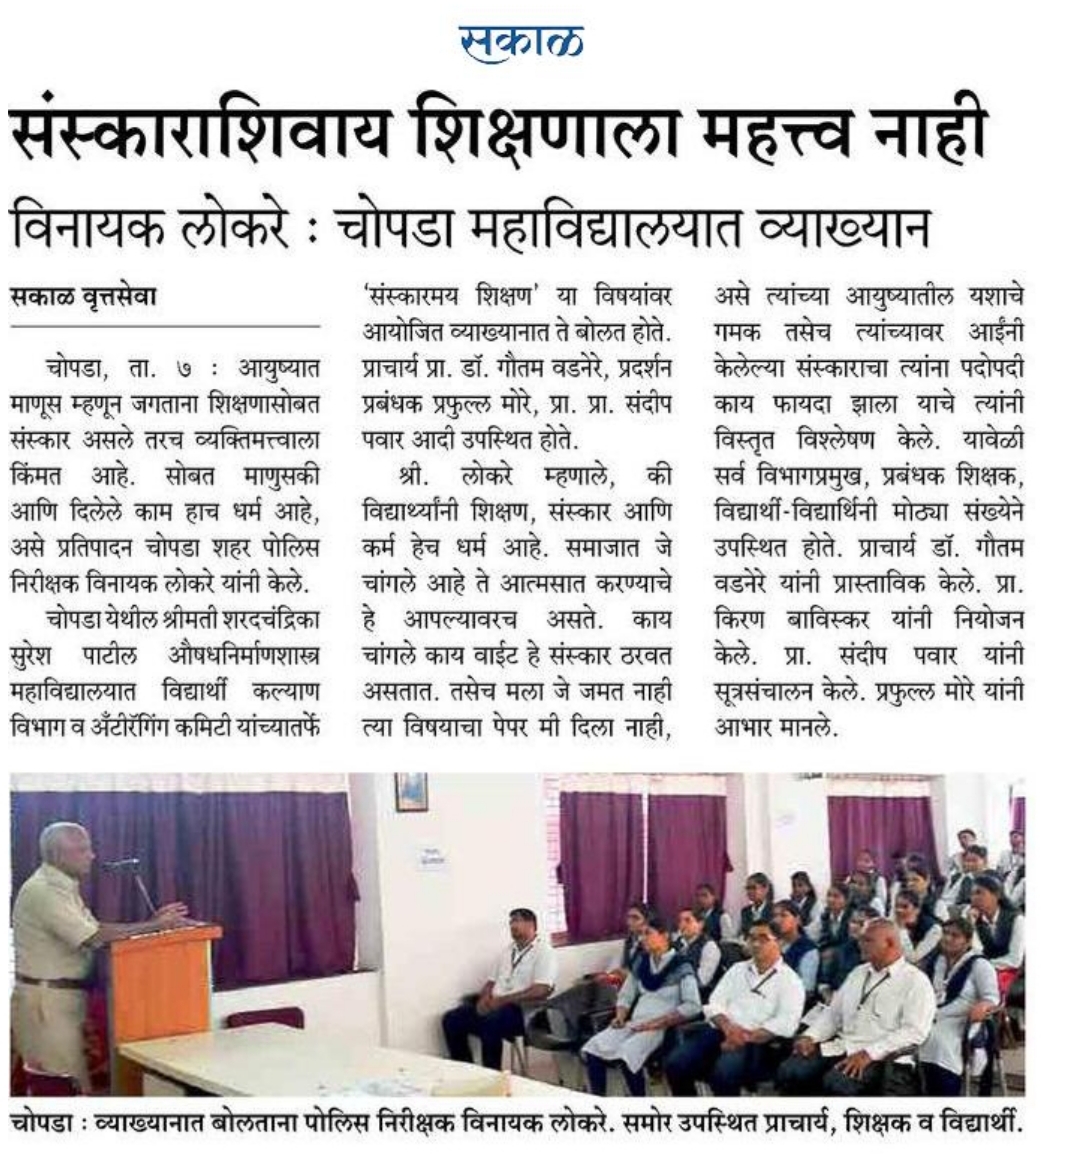 सकाळ
संस्काराशिवाय शिक्षणाला महत्त्व नाही
विनायक लोकरे : चोपडा महाविद्यालयात व्याख्यान
सकाळ वृत्तसेवा
चोपडा, ता. ७ : आयुष्यात
माणूस म्हणून जगताना शिक्षणासोबत
संस्कार असले तरच व्यक्तिमत्त्वाला
किंमत आहे. सोबत माणुसकी
आणि दिलेले काम हाच धर्म आहे,
असे प्रतिपादन चोपडा शहर पोलिस
निरीक्षक विनायक लोकरे यांनी केले.
चोपडा येथील श्रीमती शरदचंद्रिका
सुरेश पाटील औषधनिर्माणशास्त्र
महाविद्यालयात विद्यार्थी कल्याण
विभाग व अँटीरॅगिंग कमिटी यांच्यातर्फे
‘संस्कारमय शिक्षण’ या विषयांवर
आयोजित व्याख्यानात ते बोलत होते.
प्राचार्य प्रा. डॉ. गौतम वडनेरे, प्रदर्शन
प्रबंधक प्रफुल्ल मोरे, प्रा. प्रा. संदीप
पवार आदी उपस्थित होते.
श्री. लोकरे म्हणाले, की
विद्यार्थ्यांनी शिक्षण, संस्कार आणि
कर्म हेच धर्म आहे. समाजात जे
चांगले आहे ते आत्मसात करण्याचे
हे आपल्यावरच असते. काय
चांगले काय वाईट हे संस्कार ठरवत
असतात. तसेच मला जे जमत नाही
त्या विषयाचा पेपर मी दिला नाही,
असे त्यांच्या आयुष्यातील यशाचे
गमक तसेच त्यांच्यावर आईंनी
केलेल्या संस्काराचा त्यांना पदोपदी
काय फायदा झाला याचे त्यांनी
विस्तृत विश्लेषण केले. यावेळी
सर्व विभागप्रमुख, प्रबंधक शिक्षक,
विद्यार्थी-विद्यार्थिनी मोठ्या संख्येने
उपस्थित होते. प्राचार्य डॉ. गौतम
वडनेरे यांनी प्रास्ताविक केले. प्रा.
किरण बाविस्कर यांनी नियोजन
केले. प्रा. संदीप पवार यांनी
सूत्रसंचालन केले. प्रफुल्ल मोरे यांनी
आभार मानले.
चोपडा : व्याख्यानात बोलताना पोलिस निरीक्षक विनायक लोकरे. समोर उपस्थित प्राचार्य, शिक्षक व विद्यार्थी.